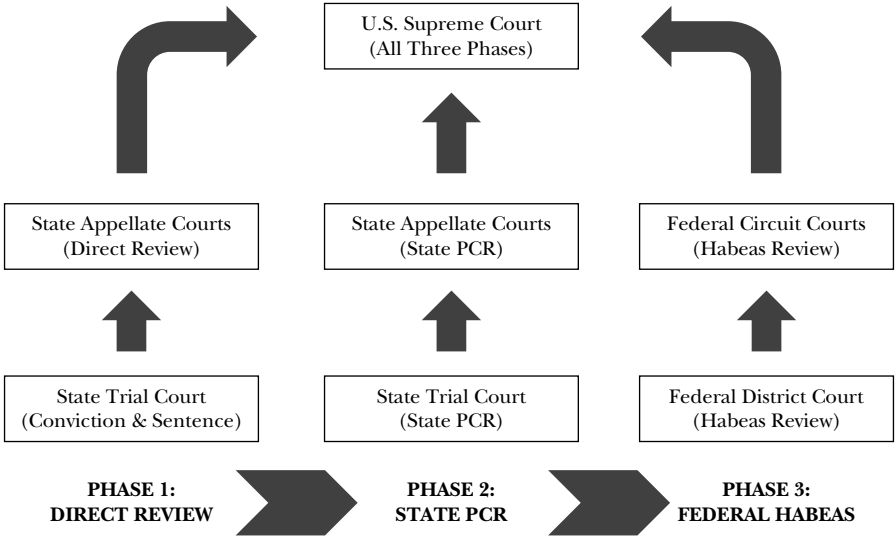 U.S. Supreme Court
(All Three Phases)
State Appellate Courts
(Direct Review)
State Appellate Courts
(State PCR)
Federal Circuit Courts
(Habeas Review)
State Trial Court
(Conviction & Sentence)
State Trial Court
(State PCR)
Federal District Court
(Habeas Review)
PHASE 1:
DIRECT REVIEW
PHASE 2:
STATE PCR
PHASE 3:
FEDERAL HABEAS